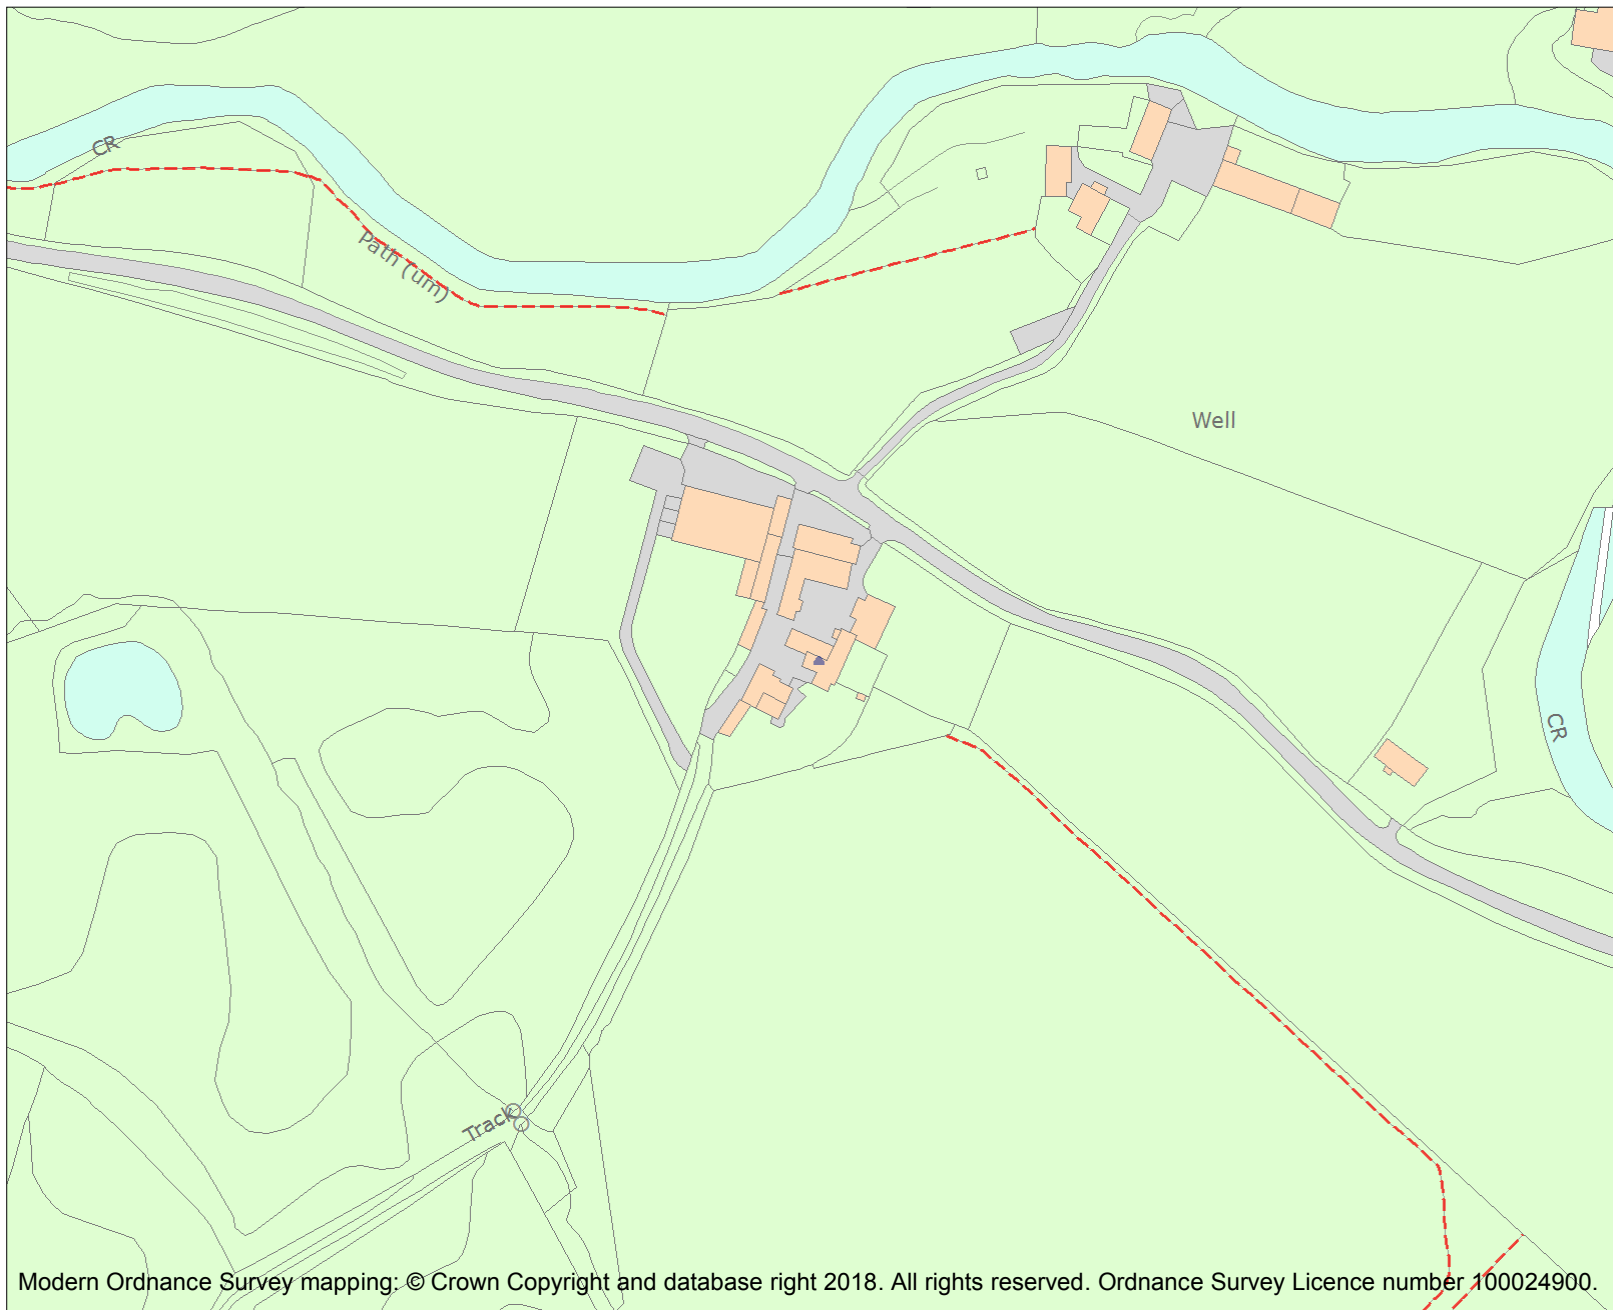 CR
Path (um)
Well
CR
Track
Modern Ordnance Survey mapping: © Crown Copyright and database right 2018. All rights reserved. Ordnance Survey Licence number 100024900.